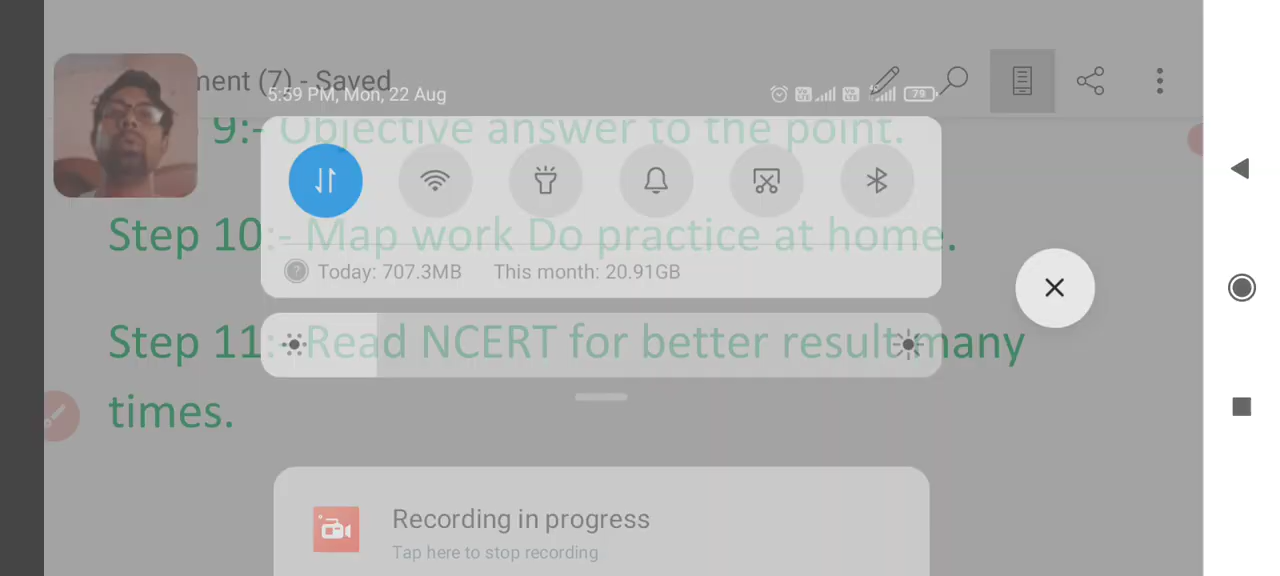 ment (7) - Saved
5:59 PM, Mon, 22 Aug
79
9:- Objective answer to the point.
Step 10:- Map work Do practice at home.
Today: 707.3MB This month: 20.91GB
Step 11:- Read NCERT for better result many
times.
Recording in progress
Tap here to stop recording